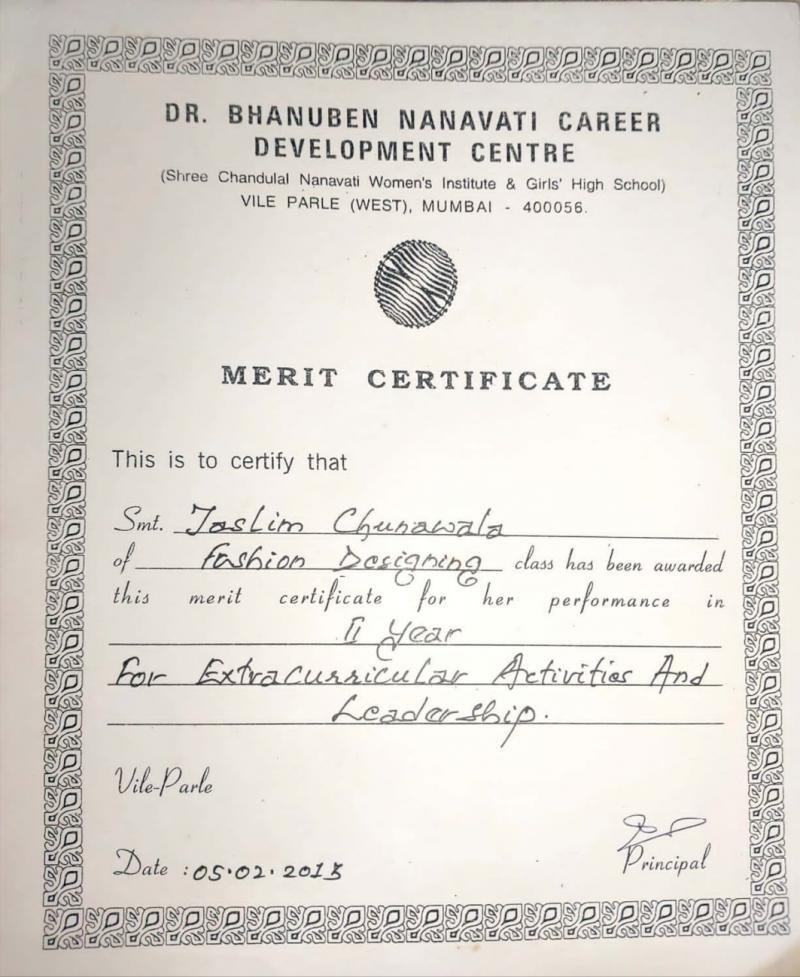 DR. BHANUBEN NANAVATI CAREER
DEVELOPMENT CENTRE
(Shree Chandulal Nanavati Women's Institute & Girls' High School)
VILE PARLE (WEST), MUMBAI - 400056.
MERIT CERTIFICATE
This is to certify that
Smt. Taslim Chunawala
of Fashion Designing class has been awarded
this merit certificate for her performance in
II Year
For Extracurricular Activities And
Leadership.
Vile-Parle
Date : 05.02.2013
Principal